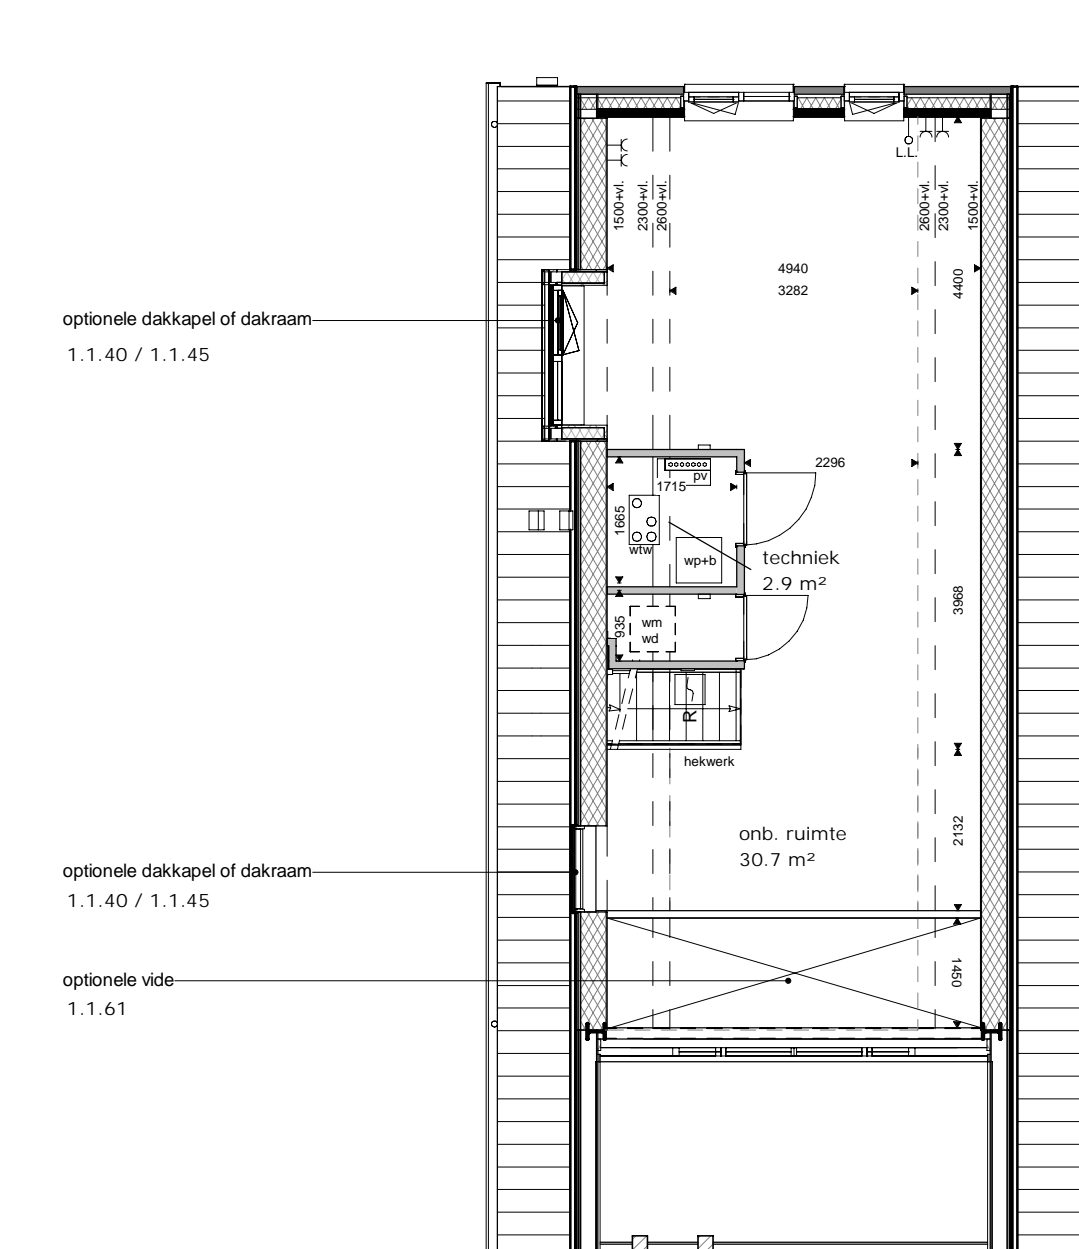 L.L.
1500+vl.
2300+vl.
2600+vl.
2600+vl.
2300+vl.
1500+vl.
4940
3282
4400
optionele dakkapel of dakraam
1.1.40 / 1.1.45
2296
pv
1715
1665
wtw
wp+b
techniek
2.9 m²
3968
935
wm
wd
R
hekwerk
onb. ruimte
30.7 m²
2132
optionele dakkapel of dakraam
1.1.40 / 1.1.45
optionele vide
1.1.61
1450